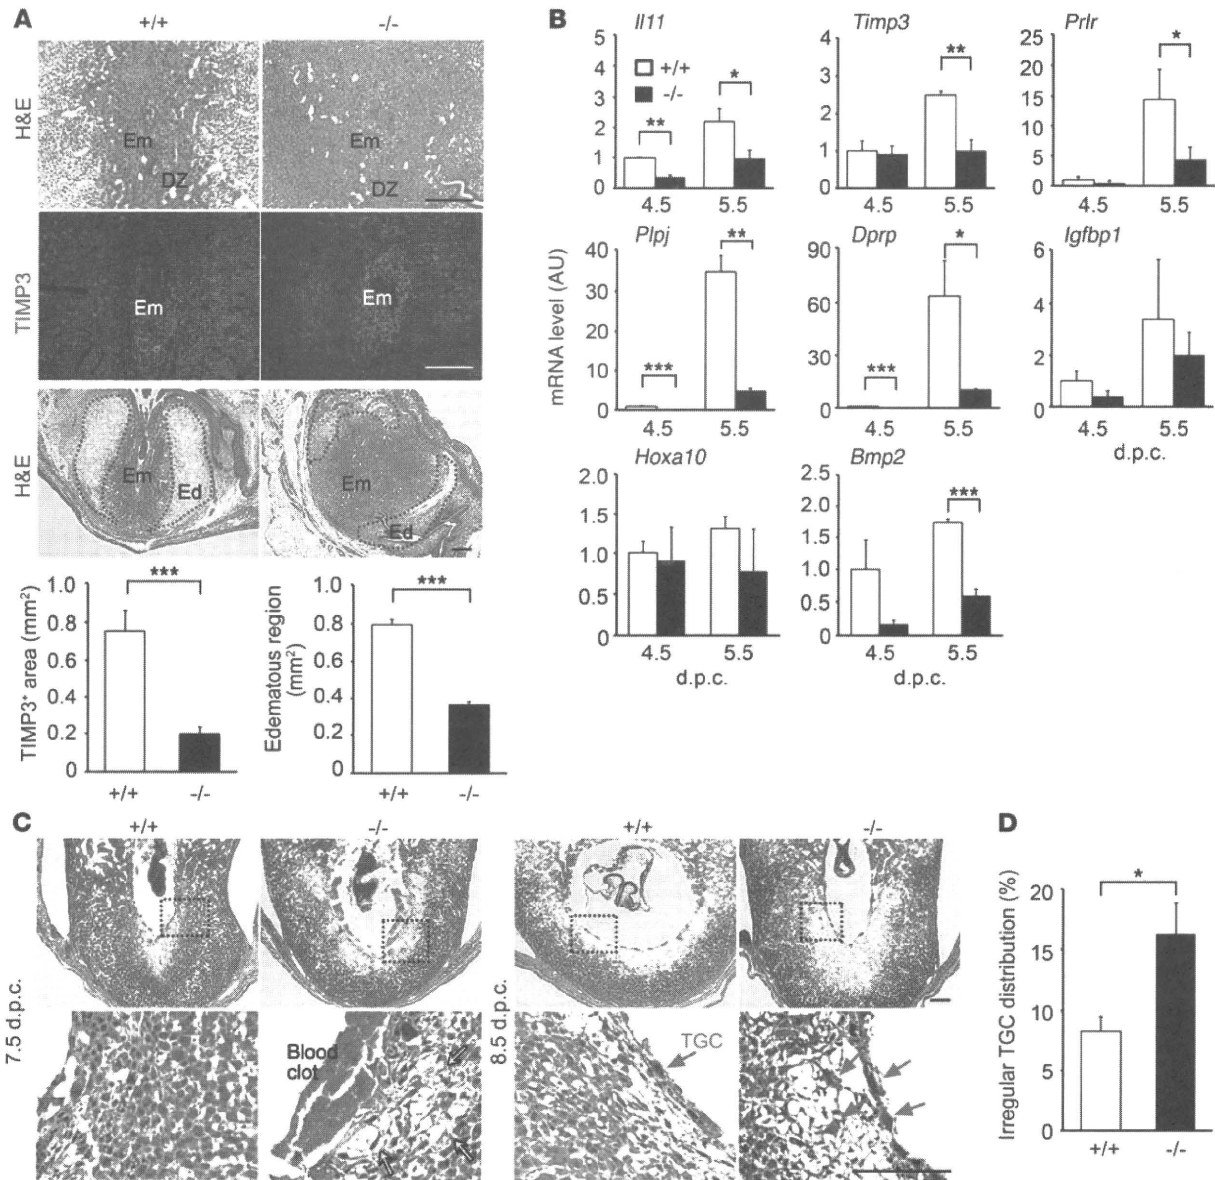 A
+/+
-/-
H&E
Em
DZ
Em
DZ
TIMP3
Em
Em
H&E
Em
Ed
Em
Ed
TIMP3⁺ area (mm²)
1.0
0.8
0.6
0.4
0.2
0
***
+/+
-/-
Edematous region
(mm²)
1.0
0.8
0.6
0.4
0.2
0
***
+/+
-/-
B
mRNA level (AU)
Il11
5
4
3
2
1
0
+/+
-/-
**
*
4.5
5.5
Timp3
4
3
2
1
0
**
4.5
5.5
Prlr
25
20
15
10
5
0
*
4.5
5.5
Plpj
40
30
20
10
0
***
**
4.5
5.5
Dprp
90
60
30
0
***
*
4.5
5.5
Igfbp1
6
4
2
0
4.5
5.5
d.p.c.
Hoxa10
2.0
1.5
1.0
0.5
0
4.5
5.5
d.p.c.
Bmp2
2.5
2.0
1.5
1.0
0.5
0
***
4.5
5.5
d.p.c.
C
+/+
-/-
+/+
-/-
7.5 d.p.c.
Blood
clot
8.5 d.p.c.
TGC
D
Irregular TGC distribution (%)
20
15
10
5
0
*
+/+
-/-